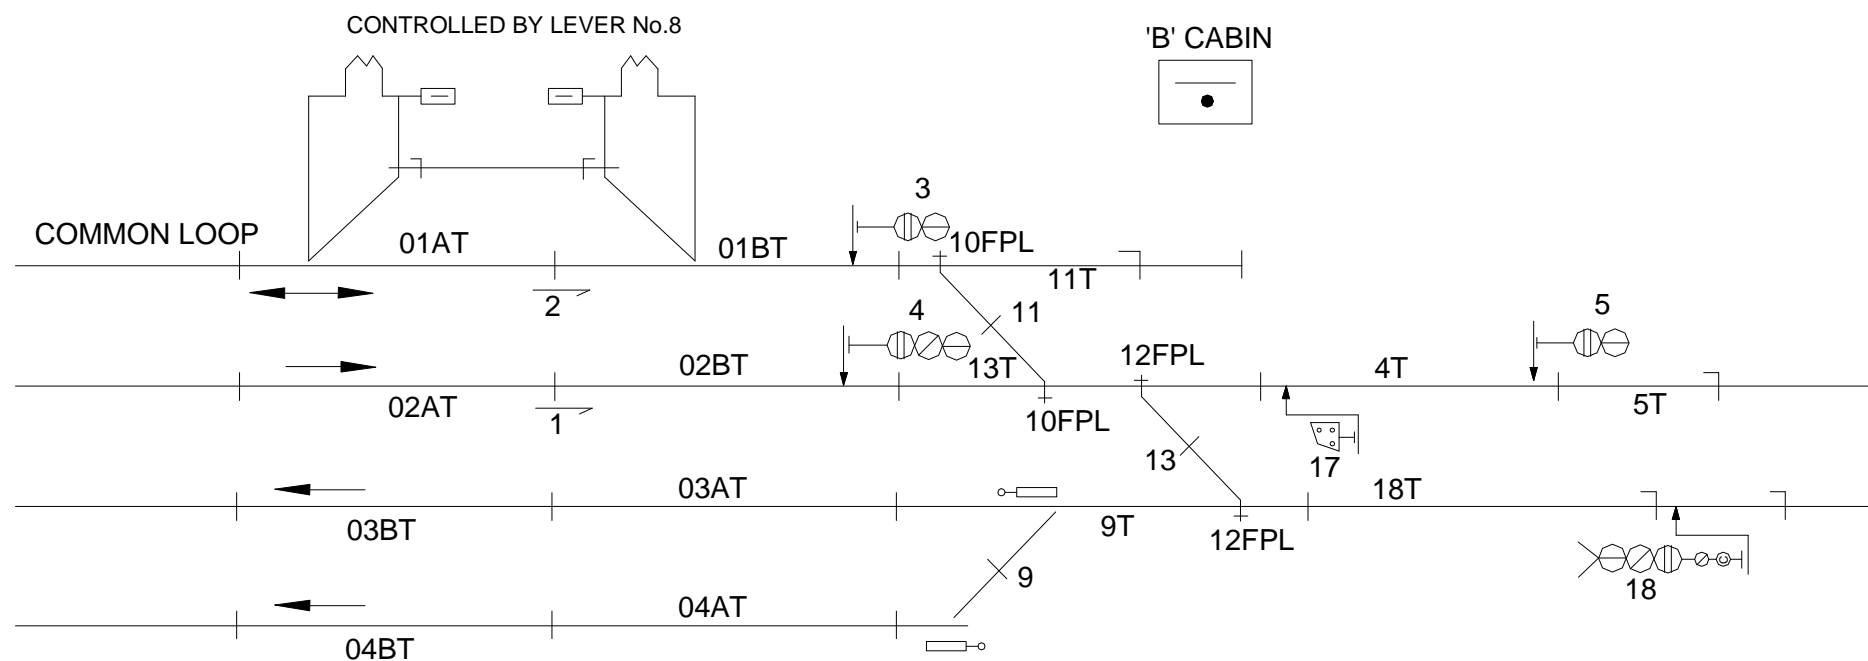 CONTROLLED BY LEVER No.8
'B' CABIN
3
COMMON LOOP
01AT
01BT
10FPL
11T
2
11
4
5
02BT
13T
12FPL
4T
02AT
1
10FPL
5T
13
17
03AT
18T
03BT
9T
12FPL
9
C
18
04AT
04BT